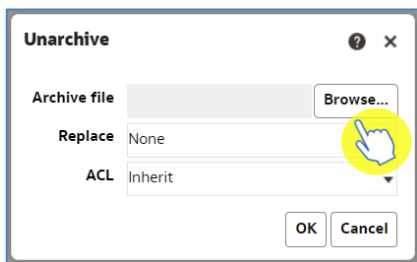 Unarchive
Archive file Browse...
Replace None
ACL Inherit
OK Cancel